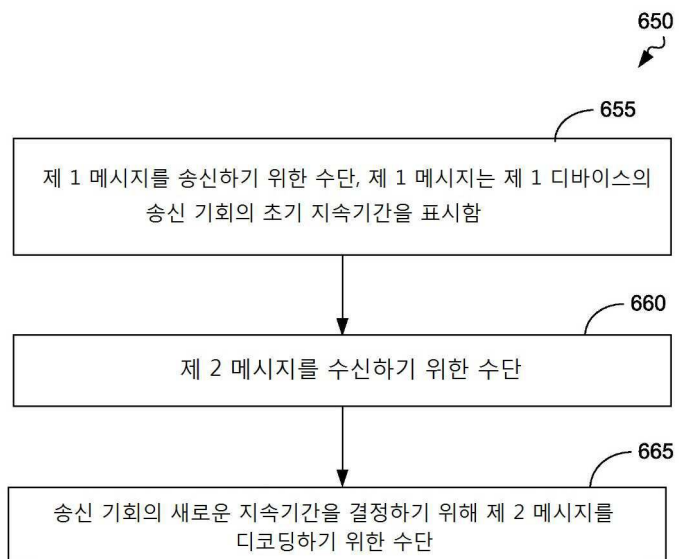 650
655
제 1 메시지를 송신하기 위한 수단, 제 1 메시지는 제 1 디바이스의
송신 기회의 초기 지속기간을 표시함
660
제 2 메시지를 수신하기 위한 수단
665
송신 기회의 새로운 지속기간을 결정하기 위해 제 2 메시지를
디코딩하기 위한 수단